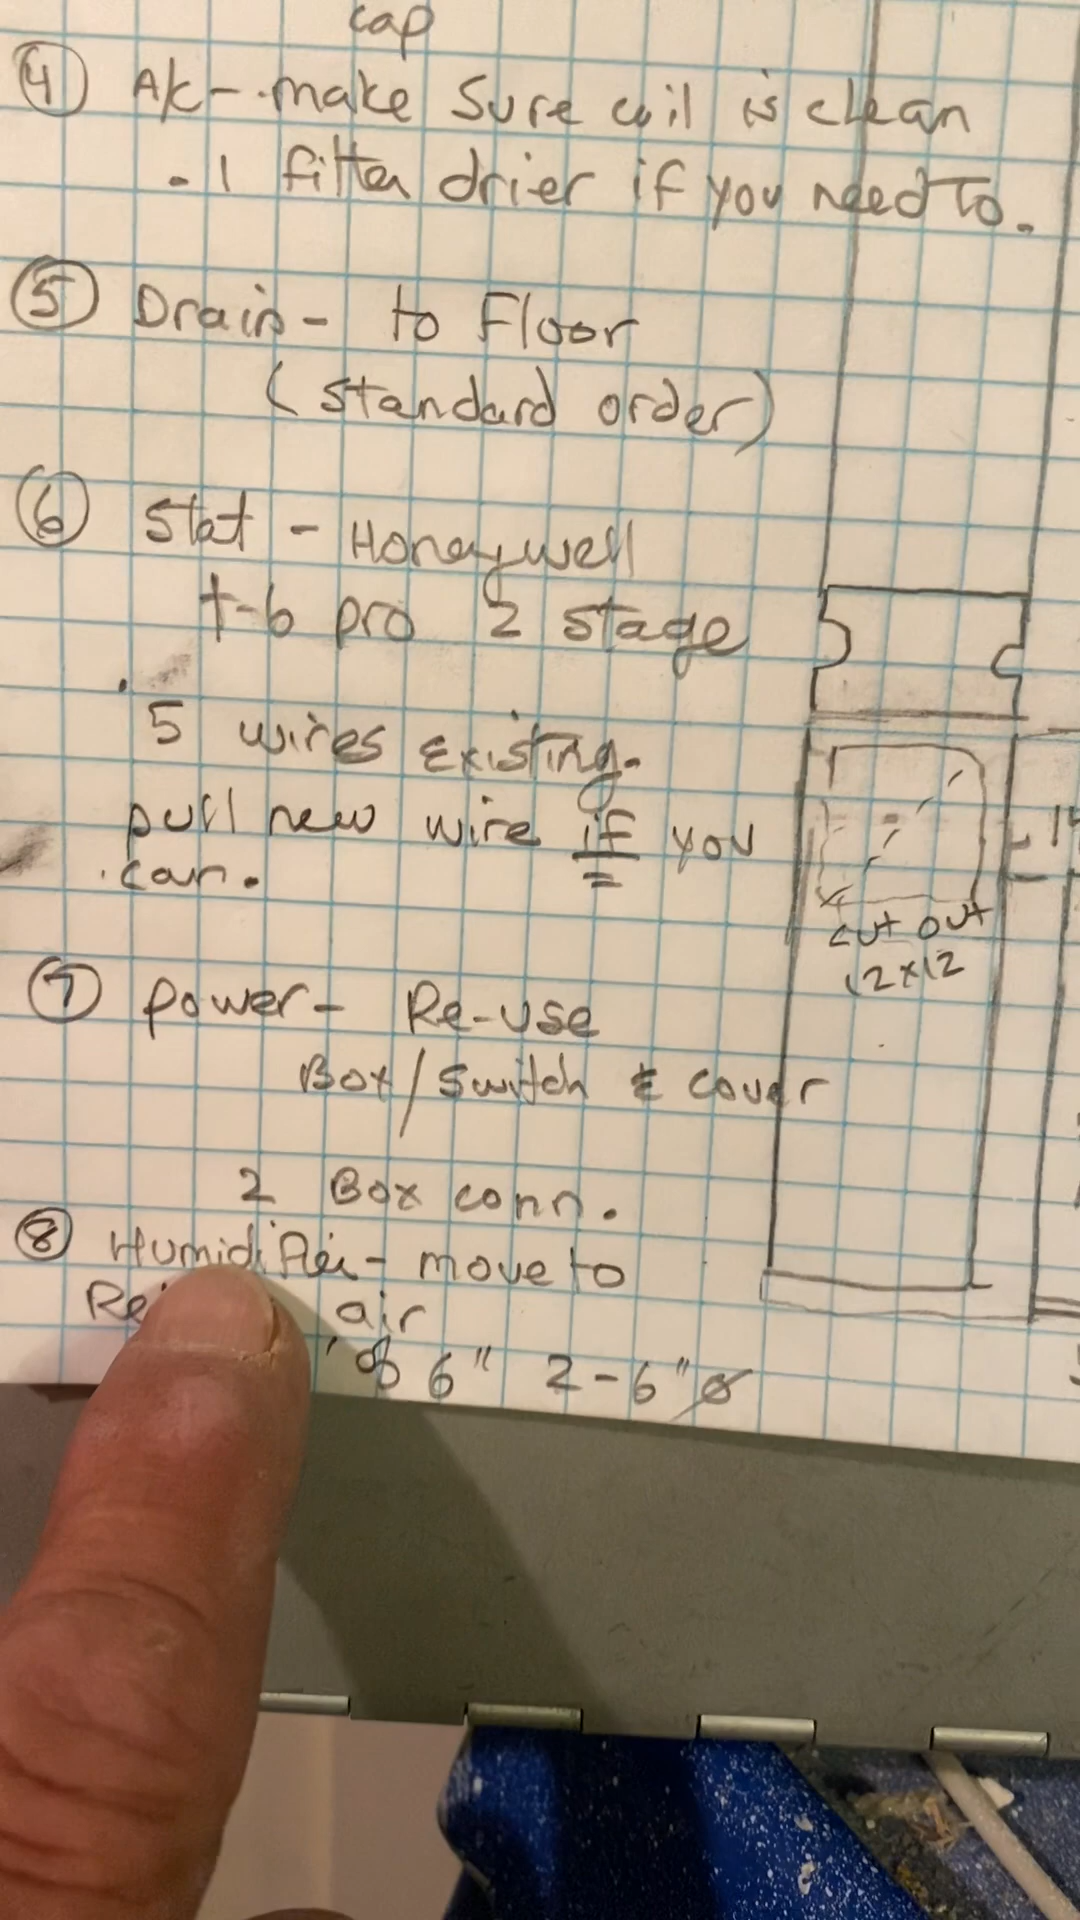 cap
④ A/C - make sure coil is clean
- 1 filter drier if you need to.
⑤ Drain - to Floor
(standard order)
⑥ Stat - Honeywell
t-6 pro 2 stage
5 wires existing.
pull new wire if you
can.
cut out
12x12
⑦ power - Re-use
Box/switch & cover
2 Box conn.
⑧ Humidifier - move to
air
of 6" 2-6"ø